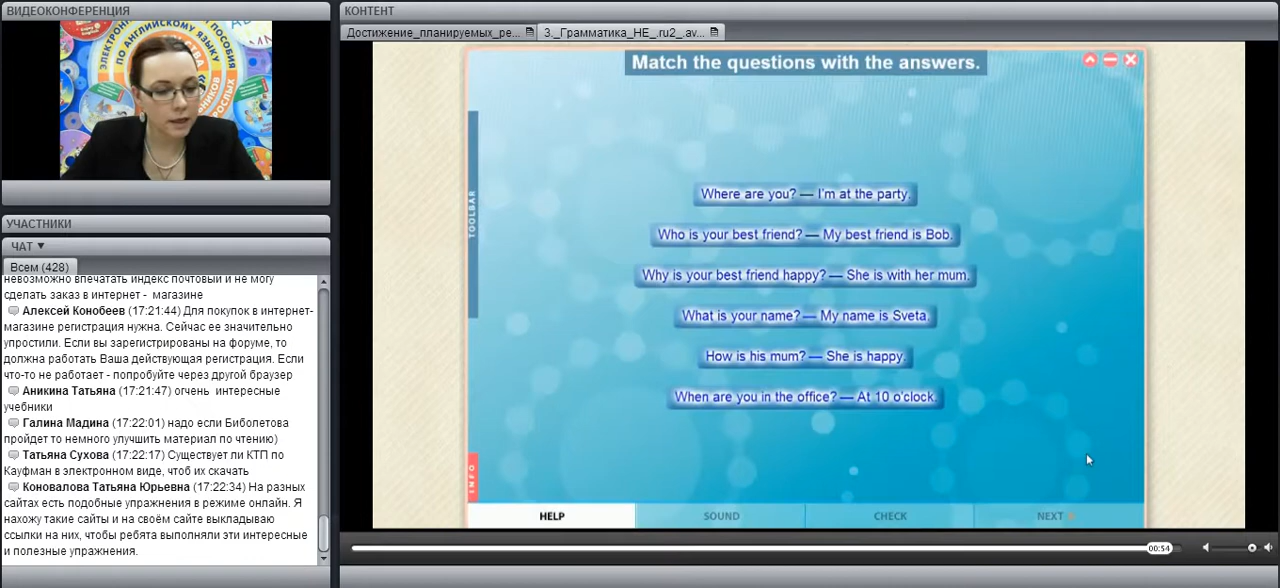 ВИДЕОКОНФЕРЕНЦИЯ
ЭЛЕКТРОННЫЕ ПОСОБИЯ
ПО АНГЛИЙСКОМУ ЯЗЫКУ
УЧАСТНИКИ
ЧАТ ▼
Всем (428)
невозможно впечатать индекс почтовый и не могу
сделать заказ в интернет - магазине
Алексей Конобеев (17:21:44) Для покупок в интернет-
магазине регистрация нужна. Сейчас ее значительно
упростили. Если вы зарегистрированы на форуме, то
должна работать Ваша действующая регистрация. Если
что-то не работает - попробуйте через другой браузер
Аникина Татьяна (17:21:47) огрчень интересные
учебники
Галина Мадина (17:22:01) надо если Биболетова
пройдет то немного улучшить материал по чтению)
Татьяна Сухова (17:22:17) Существует ли КТП по
Кауфман в электронном виде, чтоб их скачать
Коновалова Татьяна Юрьевна (17:22:34) На разных
сайтах есть подобные упражнения в режиме онлайн. Я
нахожу такие сайты и на своём сайте выкладываю
ссылки на них, чтобы ребята выполняли эти интересные
и полезные упражнения.
КОНТЕНТ
Достижение_планируемых_ре...
3._Грамматика_HE_.ru2_.av...
Match the questions with the answers.
TOOLBAR
Where are you? — I'm at the party.
Who is your best friend? — My best friend is Bob.
Why is your best friend happy? — She is with her mum.
What is your name? — My name is Sveta.
How is his mum? — She is happy.
When are you in the office? — At 10 o'clock.
INFO
HELP
SOUND
CHECK
NEXT
00:54